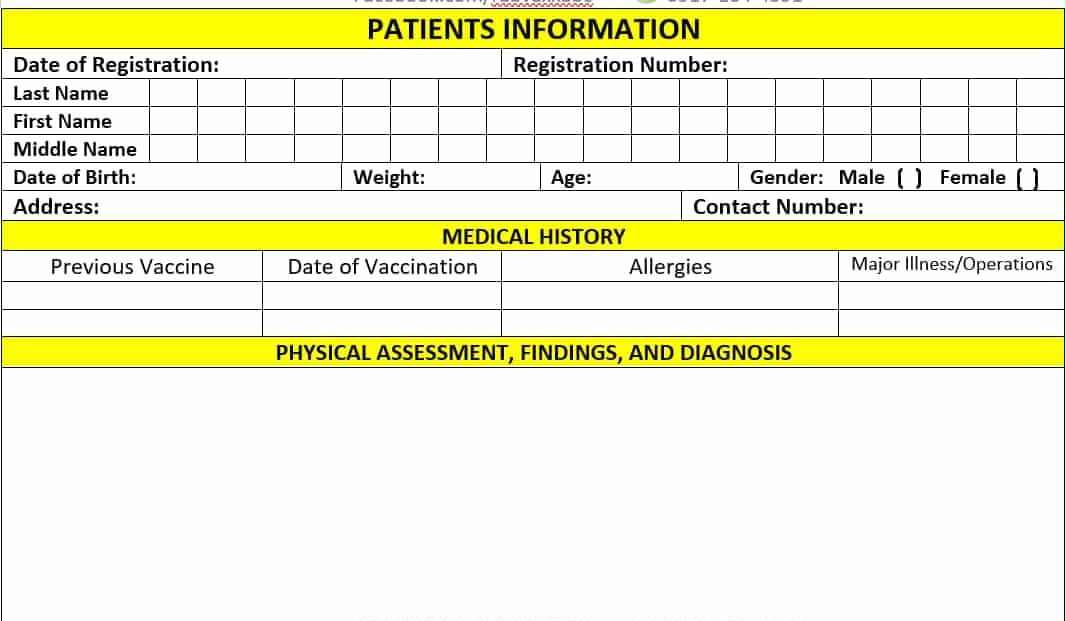 PATIENTS INFORMATION
Date of Registration: Registration Number:
Last Name
First Name
Middle Name
Date of Birth: Weight: Age: Gender: Male ( ) Female ( )
Address: Contact Number:
MEDICAL HISTORY
Previous Vaccine Date of Vaccination Allergies Major Illness/Operations
PHYSICAL ASSESSMENT, FINDINGS, AND DIAGNOSIS